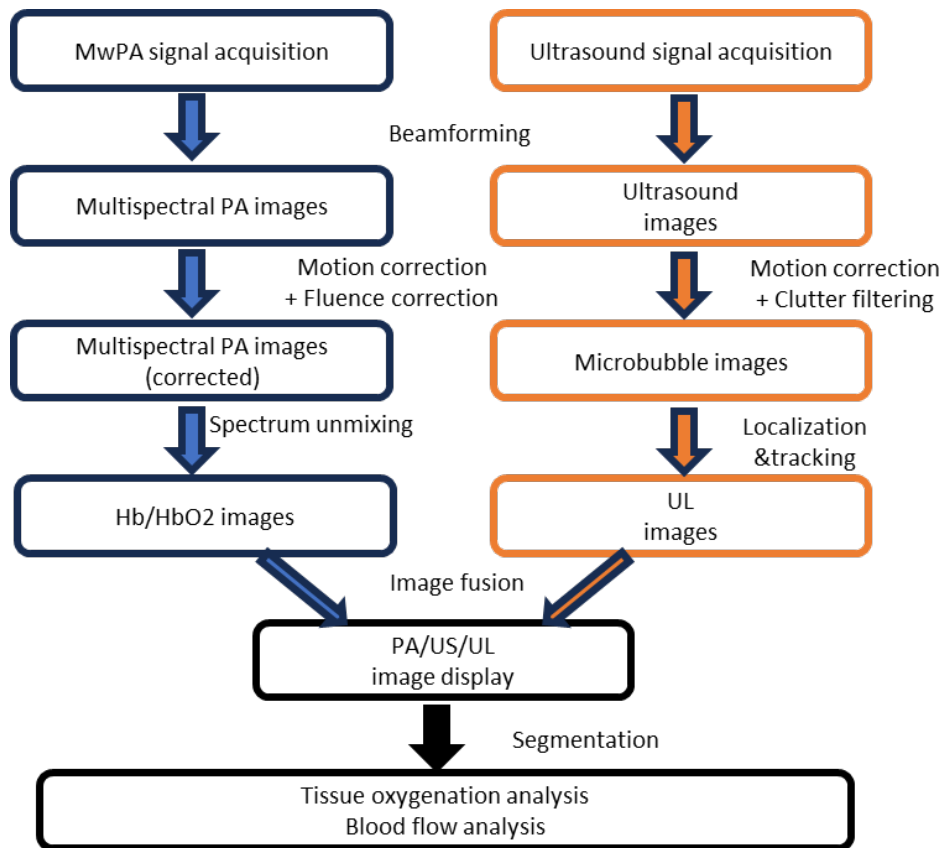 MwPA signal acquisition
Ultrasound signal acquisition
Beamforming
Multispectral PA images
Ultrasound
images
Motion correction
+ Fluence correction
Motion correction
+ Clutter filtering
Multispectral PA images
(corrected)
Microbubble images
Spectrum unmixing
Localization
&tracking
Hb/HbO2 images
UL
images
Image fusion
PA/US/UL
image display
Segmentation
Tissue oxygenation analysis
Blood flow analysis